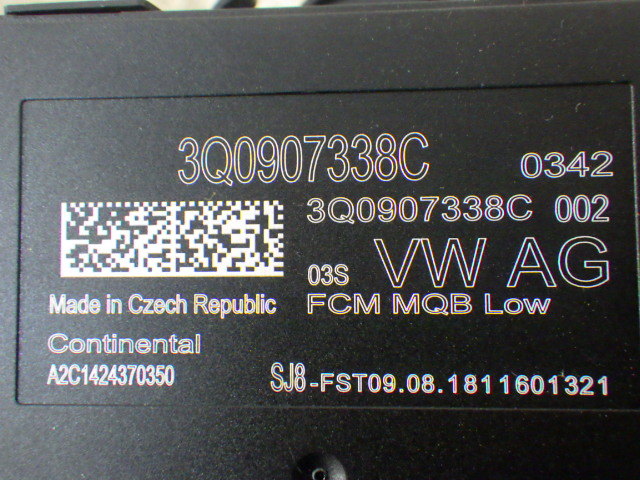 3Q0907338C 0342
3Q0907338C 002
03S VW AG
Made in Czech Republic FCM MQB Low
Continental
A2C1424370350 SJ8-FST09.08.1811601321